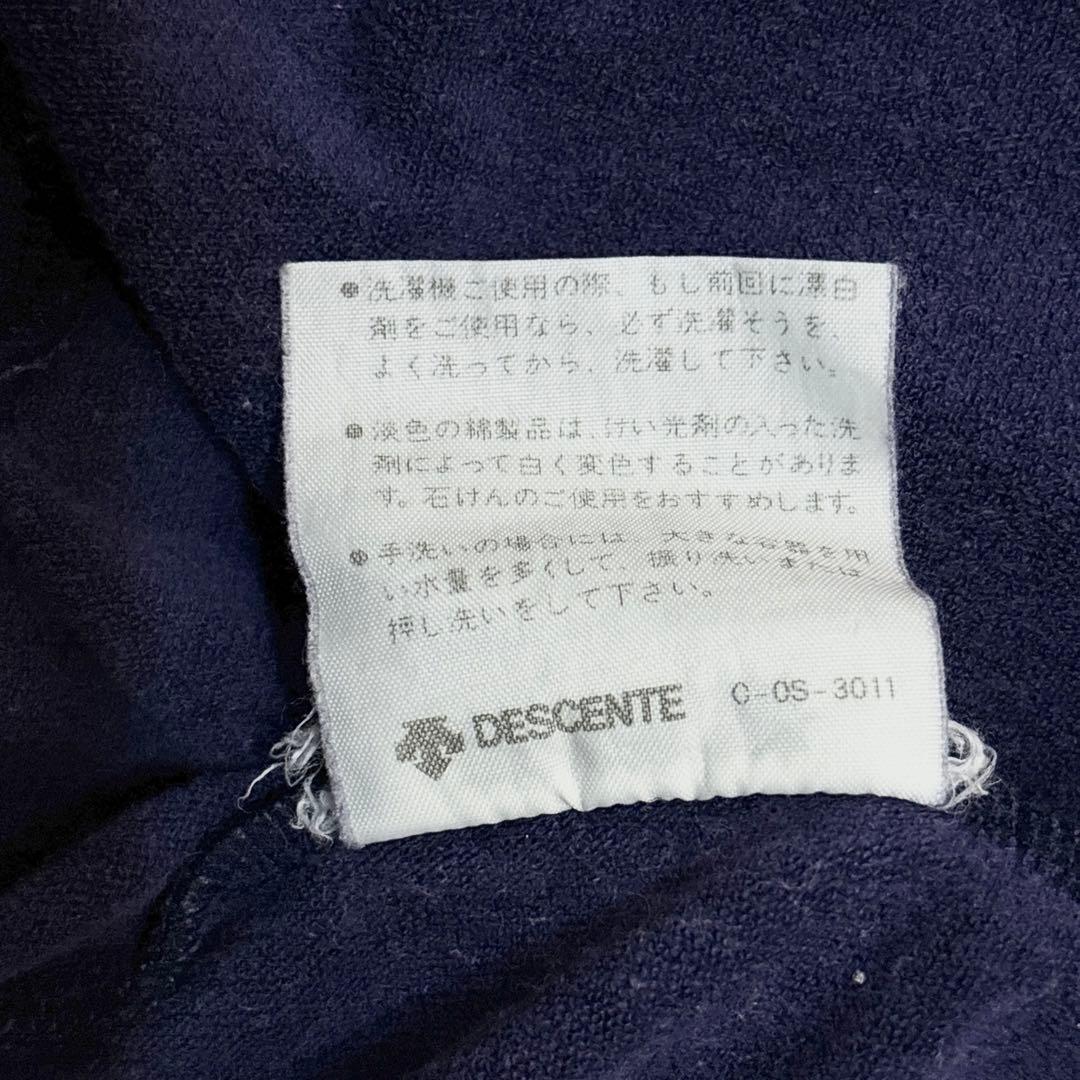 ●洗濯機ご使用の際、もし前回に漂白
剤をご使用なら、必ず洗濯そうを、
よく洗ってから、洗濯して下さい。
●淡色の綿製品は、けい光剤の入った洗
剤によって白く変色することがありま
す。石けんのご使用をおすすめします。
●手洗いの場合には、大きな容器を用
い水量を多くして、振り洗いまたは
押し洗いをして下さい。
DESCENTE C-OS-3011